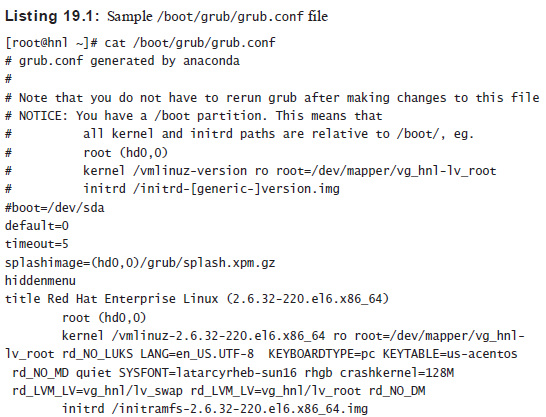 Listing 19.1: Sample /boot/grub/grub.conf file
[root@hnl ~]# cat /boot/grub/grub.conf
# grub.conf generated by anaconda
#
# Note that you do not have to rerun grub after making changes to this file
# NOTICE: You have a /boot partition. This means that
#          all kernel and initrd paths are relative to /boot/, eg.
#          root (hd0,0)
#          kernel /vmlinuz-version ro root=/dev/mapper/vg_hnl-lv_root
#          initrd /initrd-[generic-]version.img
#boot=/dev/sda
default=0
timeout=5
splashimage=(hd0,0)/grub/splash.xpm.gz
hiddenmenu
title Red Hat Enterprise Linux (2.6.32-220.el6.x86_64)
        root (hd0,0)
        kernel /vmlinuz-2.6.32-220.el6.x86_64 ro root=/dev/mapper/vg_hnl-
lv_root rd_NO_LUKS LANG=en_US.UTF-8  KEYBOARDTYPE=pc KEYTABLE=us-acentos
 rd_NO_MD quiet SYSFONT=latarcyrheb-sun16 rhgb crashkernel=128M
 rd_LVM_LV=vg_hnl/lv_swap rd_LVM_LV=vg_hnl/lv_root rd_NO_DM
        initrd /initramfs-2.6.32-220.el6.x86_64.img